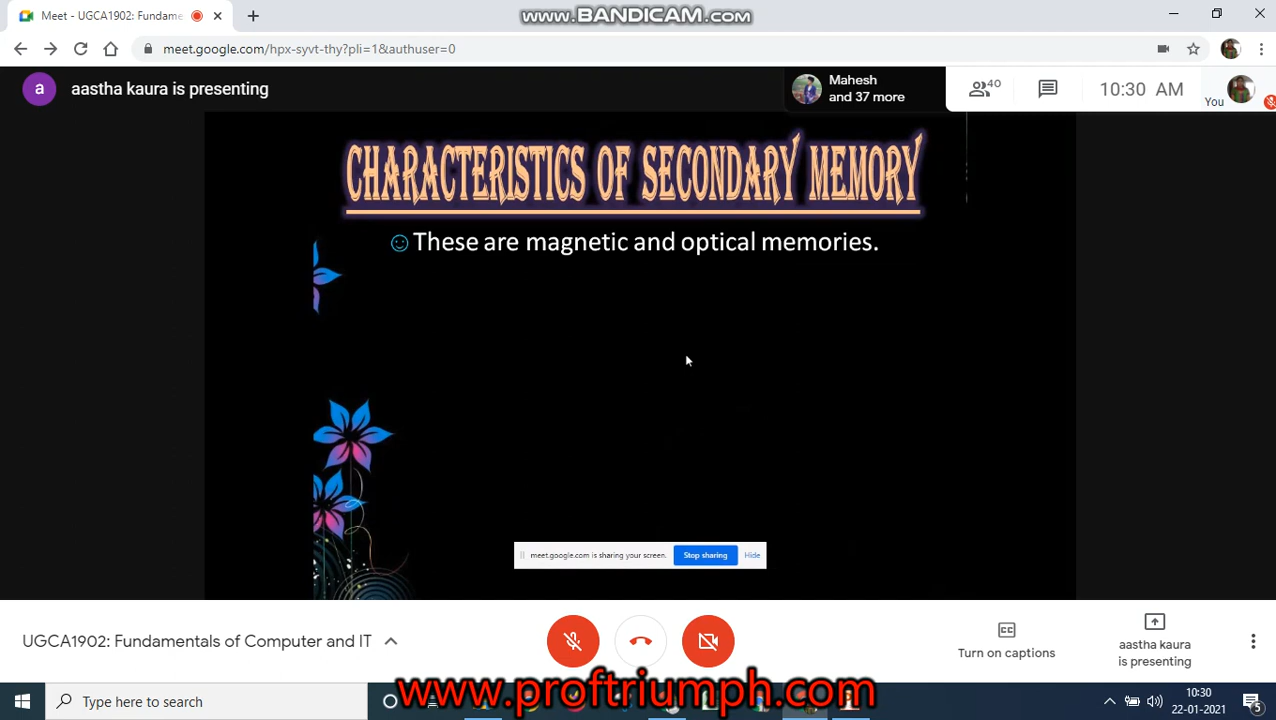 Meet - UGCA1902: Fundame
www.BANDICAM.com
meet.google.com/hpx-syvt-thy?pli=1&authuser=0
a
aastha kaura is presenting
Mahesh
and 37 more
40
10:30 AM
You
CHARACTERISTICS OF SECONDARY MEMORY
These are magnetic and optical memories.
meet.google.com is sharing your screen.
Stop sharing
Hide
UGCA1902: Fundamentals of Computer and IT
CC
Turn on captions
aastha kaura
is presenting
www.proftriumph.com
Type here to search
10:30
22-01-2021
5